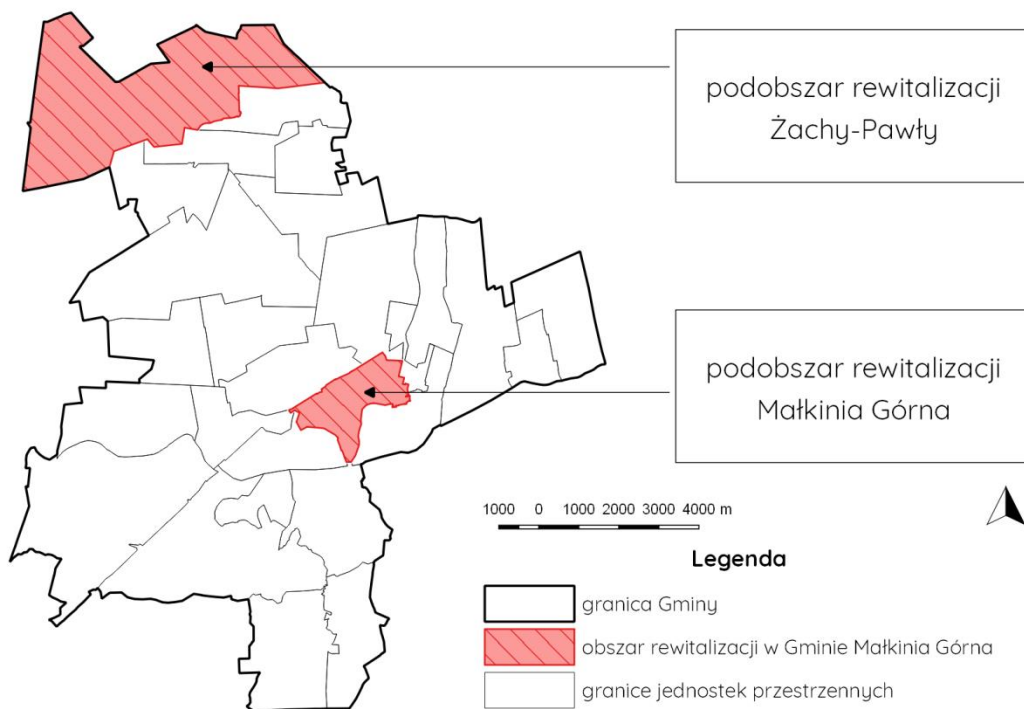 podobszar rewitalizacji
Żachy-Pawły
podobszar rewitalizacji
Małkinia Górna
1000 0 1000 2000 3000 4000 m
Legenda
granica Gminy
obszar rewitalizacji w Gminie Małkinia Górna
granice jednostek przestrzennych